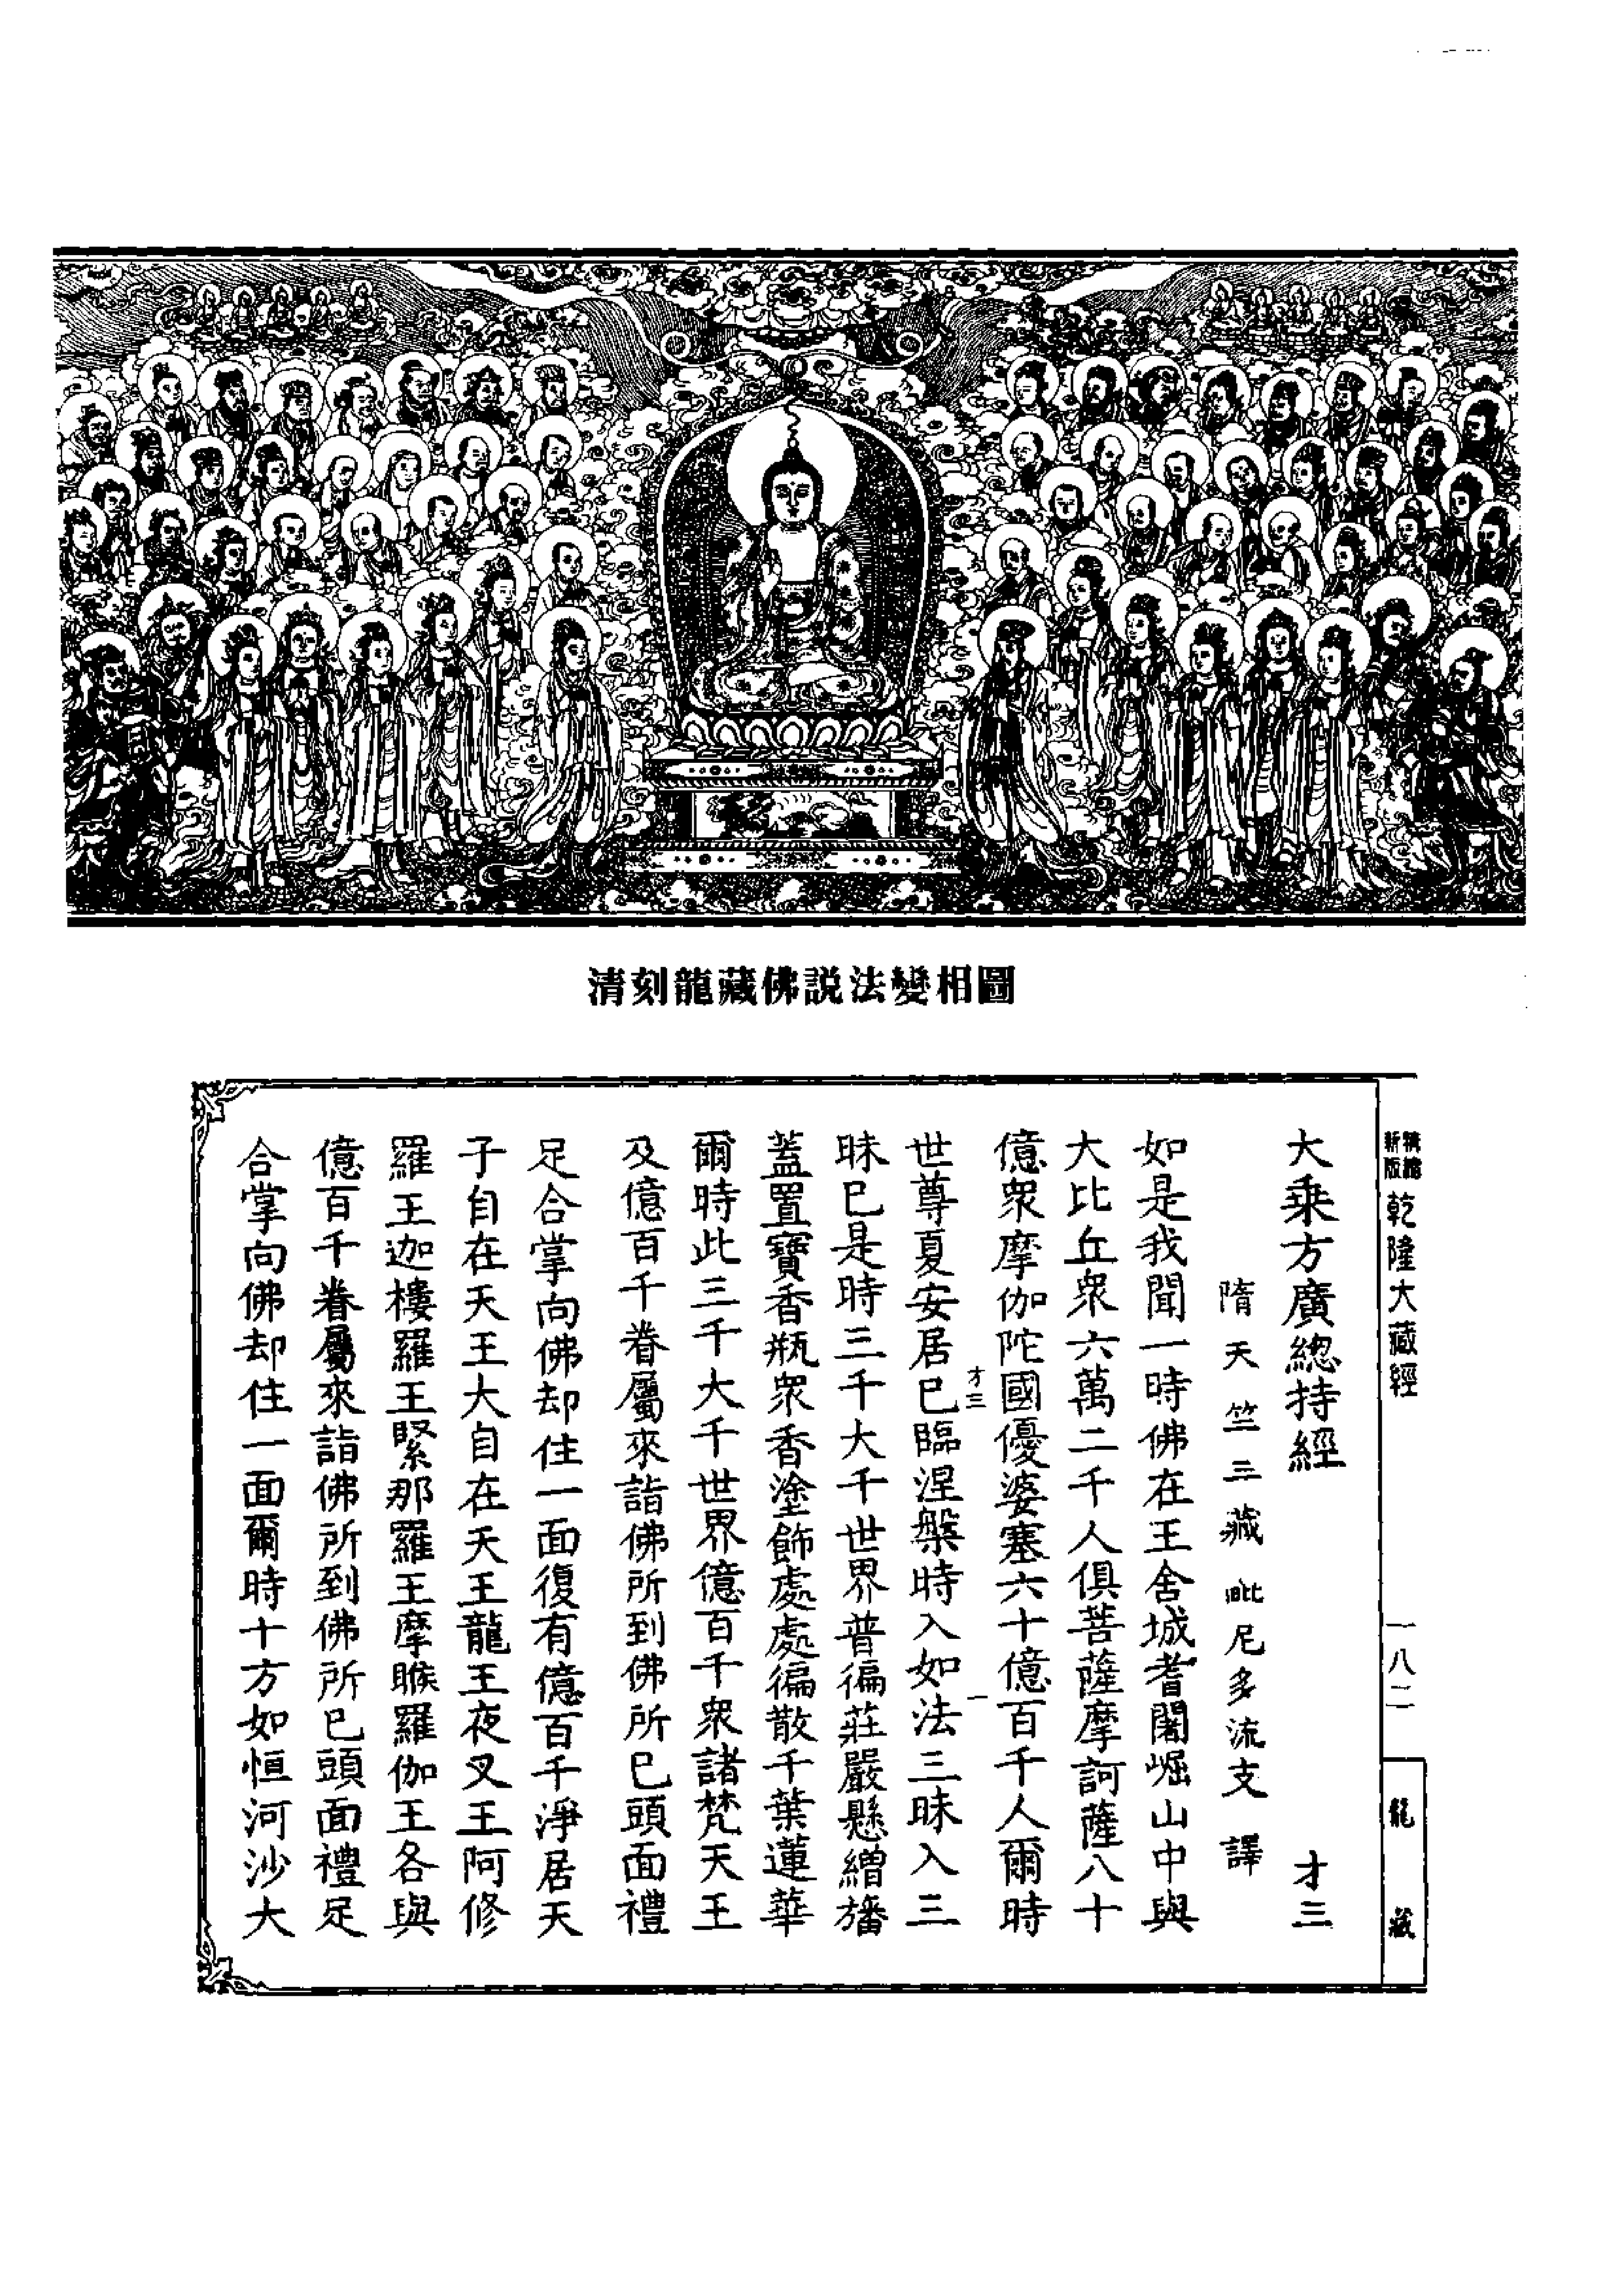 清刻龍藏佛説法變相圖
新版
精縮
乾隆大藏經
一八二
龍藏
大乘方廣總持經
才三
隋天竺三藏毗尼多流支譯
如是我聞一時佛在王舍城耆闍崛山中與
大比丘衆六萬二千人俱菩薩摩訶薩八十
億衆摩伽陀國優婆塞六十億百千人爾時
才三
一
世尊夏安居已臨涅槃時入如法三昧入三
昧已是時三千大千世界普徧莊嚴懸繒旛
蓋置寶香瓶衆香塗飾處處徧散千葉蓮華
爾時此三千大千世界億百千衆諸梵天王
及億百千眷屬來詣佛所到佛所已頭面禮
足合掌向佛却住一面復有億百千淨居天
子自在天王大自在天王龍王夜叉王阿修
羅王迦樓羅王緊那羅王摩睺羅伽王各與
億百千眷屬來詣佛所到佛所已頭面禮足
合掌向佛却住一面爾時十方如恒河沙大